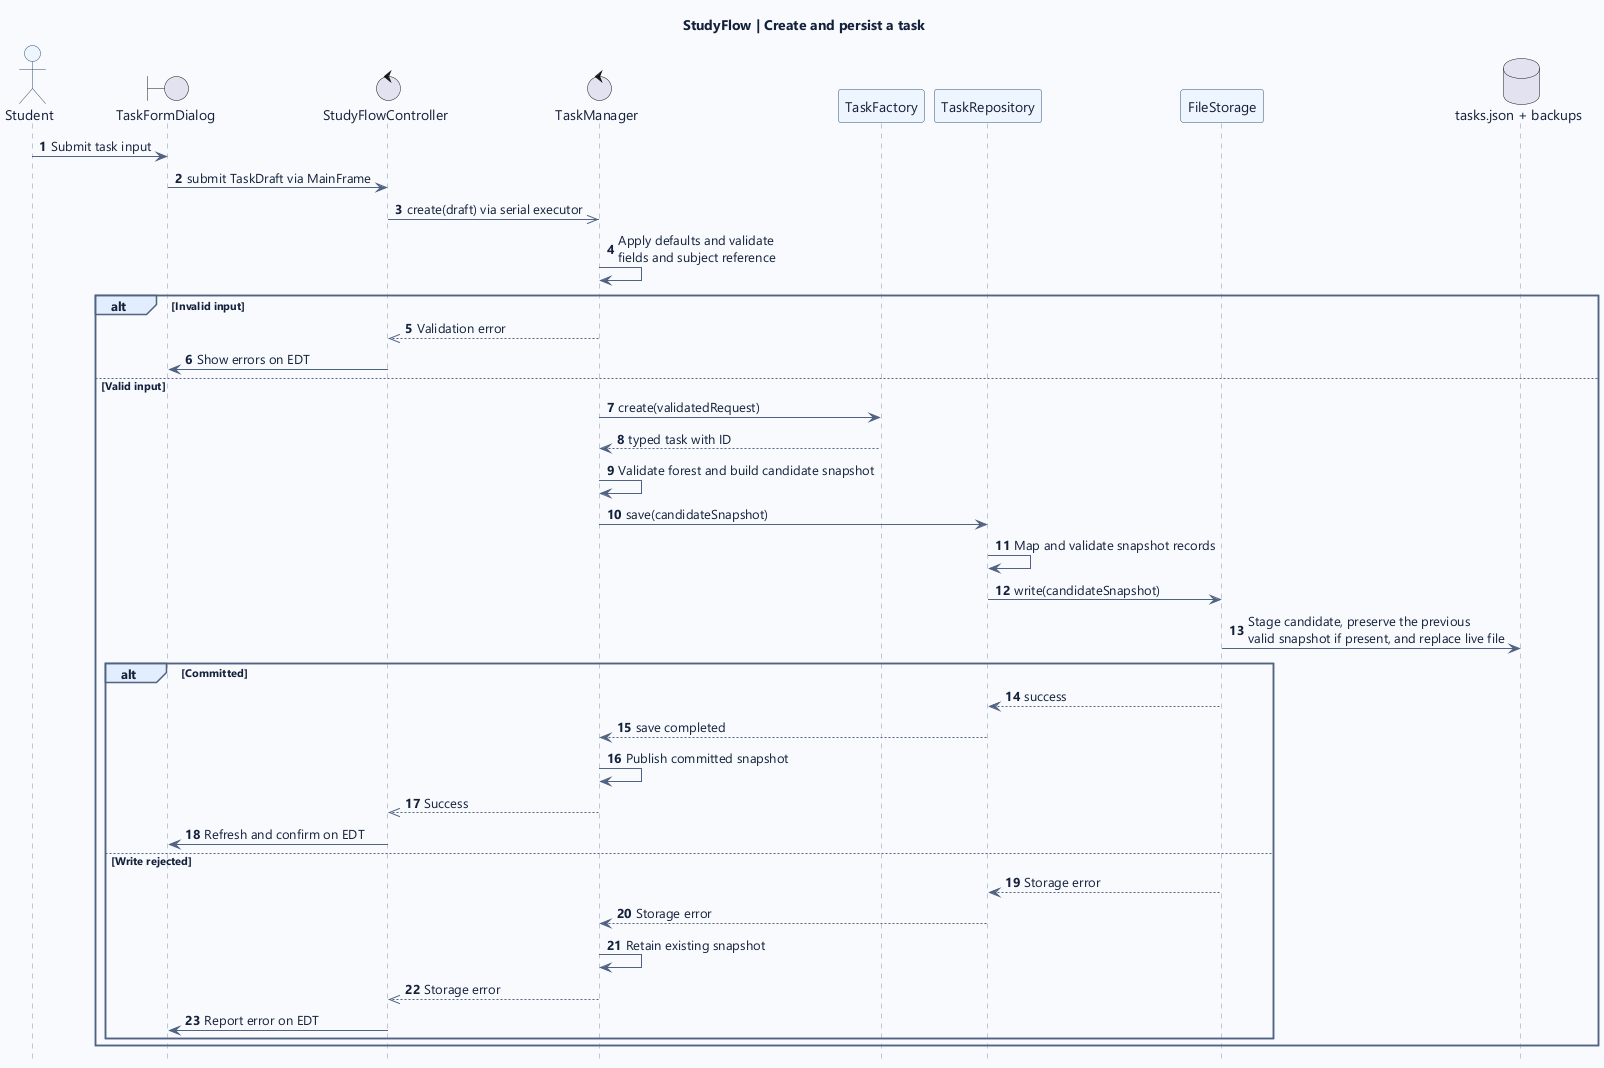 StudyFlow | Create and persist a task
Student
TaskFormDialog
StudyFlowController
TaskManager
TaskFactory
TaskRepository
FileStorage
tasks.json + backups
1 Submit task input
2 submit TaskDraft via MainFrame
3 create(draft) via serial executor
4 Apply defaults and validate
fields and subject reference
alt [Invalid input]
5 Validation error
6 Show errors on EDT
[Valid input]
7 create(validatedRequest)
8 typed task with ID
9 Validate forest and build candidate snapshot
10 save(candidateSnapshot)
11 Map and validate snapshot records
12 write(candidateSnapshot)
13 Stage candidate, preserve the previous
valid snapshot if present, and replace live file
alt [Committed]
14 success
15 save completed
16 Publish committed snapshot
17 Success
18 Refresh and confirm on EDT
[Write rejected]
19 Storage error
20 Storage error
21 Retain existing snapshot
22 Storage error
23 Report error on EDT